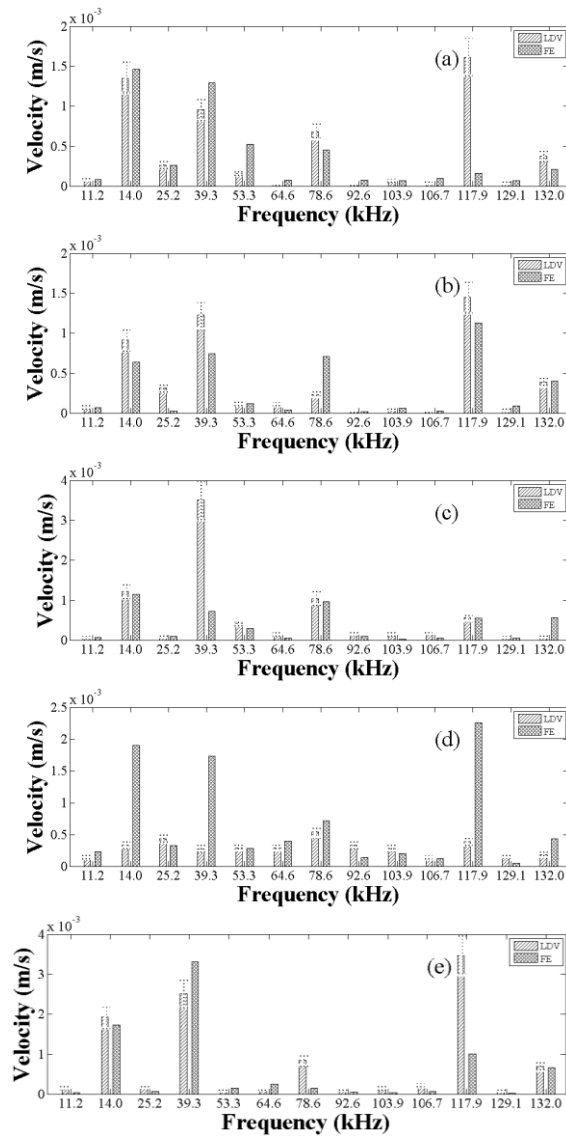 x 10⁻³
2
1.5
1
0.5
0
Velocity (m/s)
(a)
LDV
FE
11.2 14.0 25.2 39.3 53.3 64.6 78.6 92.6 103.9 106.7 117.9 129.1 132.0
Frequency (kHz)
x 10⁻³
2
1.5
1
0.5
0
Velocity (m/s)
(b)
LDV
FE
11.2 14.0 25.2 39.3 53.3 64.6 78.6 92.6 103.9 106.7 117.9 129.1 132.0
Frequency (kHz)
x 10⁻³
4
3
2
1
0
Velocity (m/s)
(c)
LDV
FE
11.2 14.0 25.2 39.3 53.3 64.6 78.6 92.6 103.9 106.7 117.9 129.1 132.0
Frequency (kHz)
x 10⁻³
2.5
2
1.5
1
0.5
0
Velocity (m/s)
(d)
LDV
FE
11.2 14.0 25.2 39.3 53.3 64.6 78.6 92.6 103.9 106.7 117.9 129.1 132.0
Frequency (kHz)
x 10⁻³
4
3
2
1
0
Velocity (m/s)
(e)
LDV
FE
11.2 14.0 25.2 39.3 53.3 64.6 78.6 92.6 103.9 106.7 117.9 129.1 132.0
Frequency (kHz)